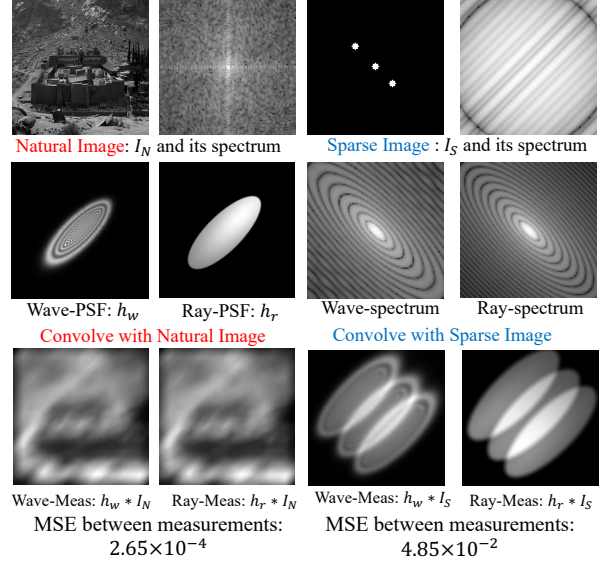 Natural Image: I_N and its spectrum
Sparse Image : I_S and its spectrum
Wave-PSF: h_w
Ray-PSF: h_r
Wave-spectrum
Ray-spectrum
Convolve with Natural Image
Convolve with Sparse Image
Wave-Meas: h_w ∗ I_N
Ray-Meas: h_r ∗ I_N
Wave-Meas: h_w ∗ I_S
Ray-Meas: h_r ∗ I_S
MSE between measurements:
2.65×10⁻⁴
MSE between measurements:
4.85×10⁻²